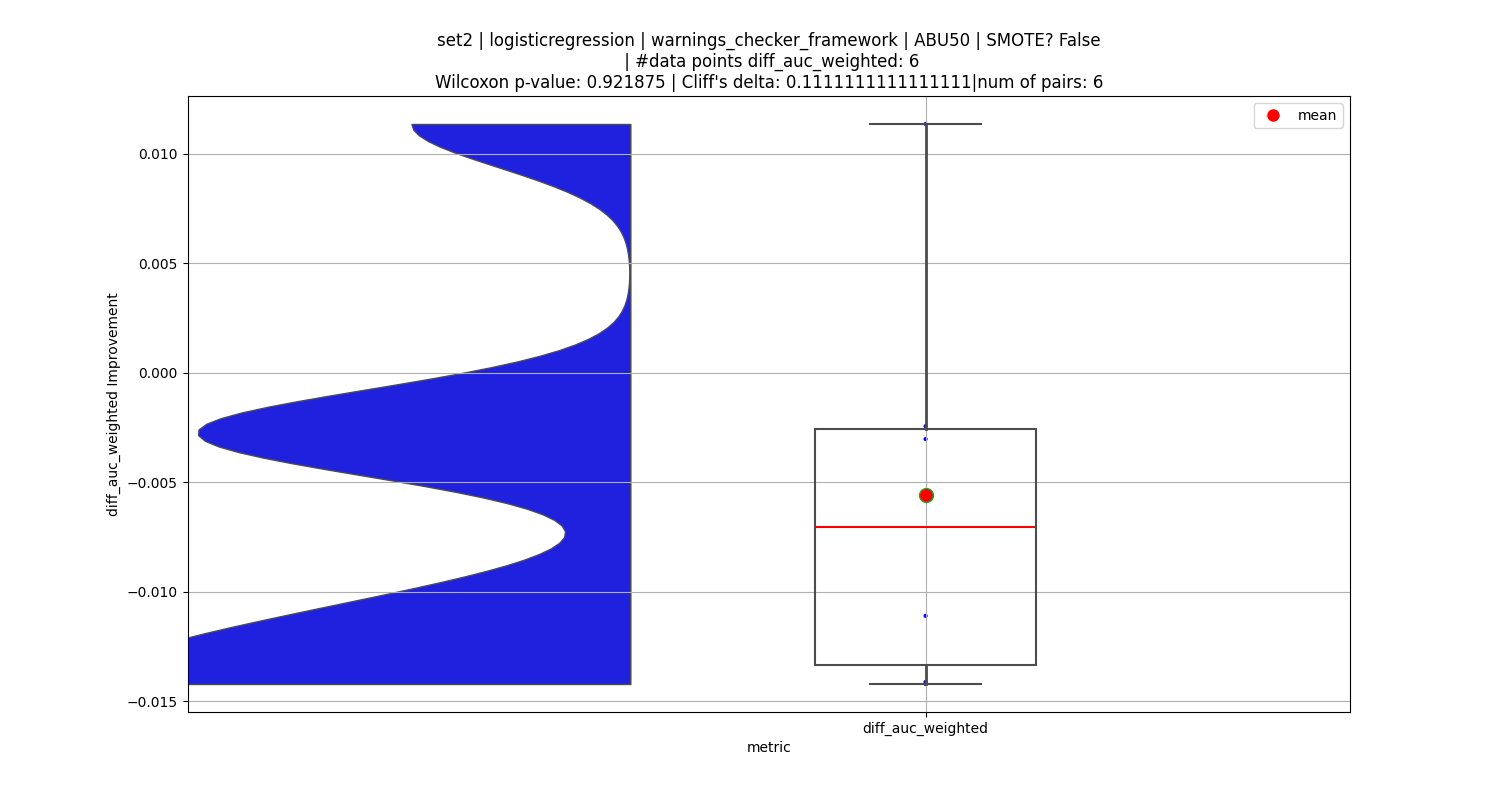 set2 | logisticregression | warnings_checker_framework | ABU50 | SMOTE? False
| #data points diff_auc_weighted: 6
Wilcoxon p-value: 0.921875 | Cliff's delta: 0.1111111111111111|num of pairs: 6
mean
0.010
0.005
0.000
−0.005
−0.010
−0.015
diff_auc_weighted Improvement
diff_auc_weighted
metric